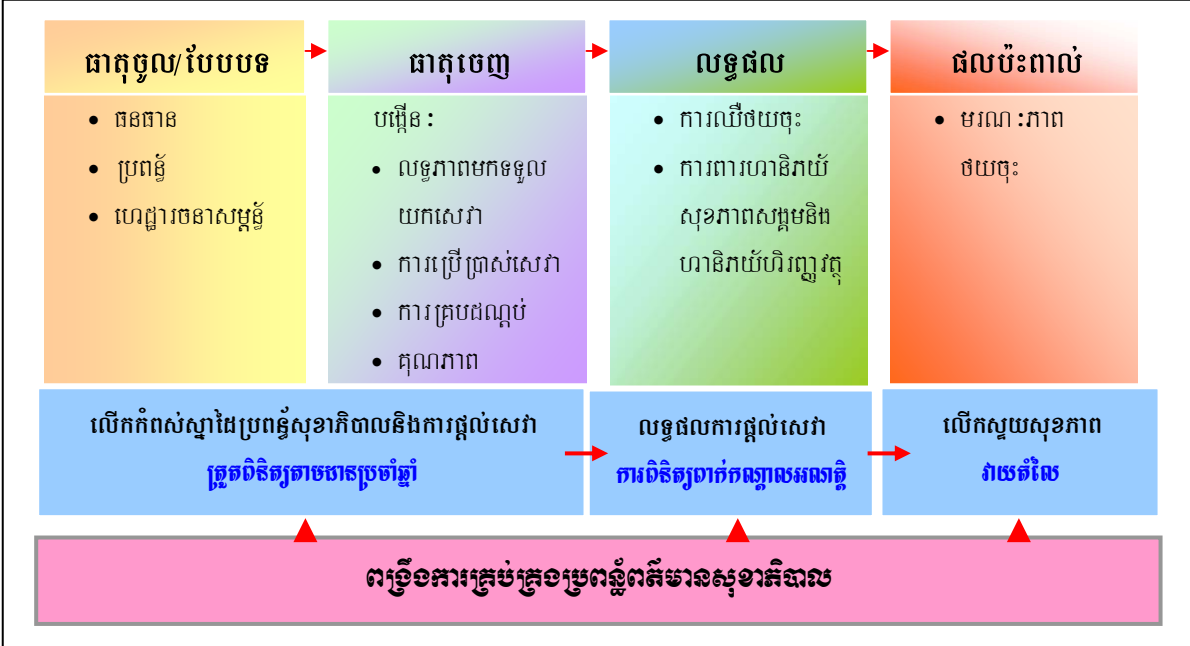 ធាតុចូល/បែបបទ
• ធនធាន
• ប្រពន្ធ័
• ហេដ្ឋារចនាសម្ពន្ធ័
ធាតុចេញ
បង្កើន:
• លទ្ធភាពមកទទួល
យកសេវា
• ការប្រើប្រាស់សេវា
• ការគ្របដណ្តប់
• គុណភាព
លទ្ធផល
• ការឈឺថយចុះ
• ការពារហានិភយ័
សុខភាពសង្គមនិង
ហានិភយ័ហិរញ្ញវត្ថុ
ផលប៉ះពាល់
• មរណ:ភាព
ថយចុះ
លើកកំពស់ស្នាដៃប្រពន្ធ័សុខាភិបាលនិងការផ្តល់សេវា
ត្រួតពិនិត្យតាមដានប្រចាំឆ្នាំ
លទ្ធផលការផ្តល់សេវា
ការពិនិត្យពាក់កណ្តាលអណត្តិ
លើកស្ទួយសុខភាព
វាយតំលៃ
ពង្រឹងការគ្រប់គ្រងប្រពន្ធ័ពត័មានសុខាភិបាល